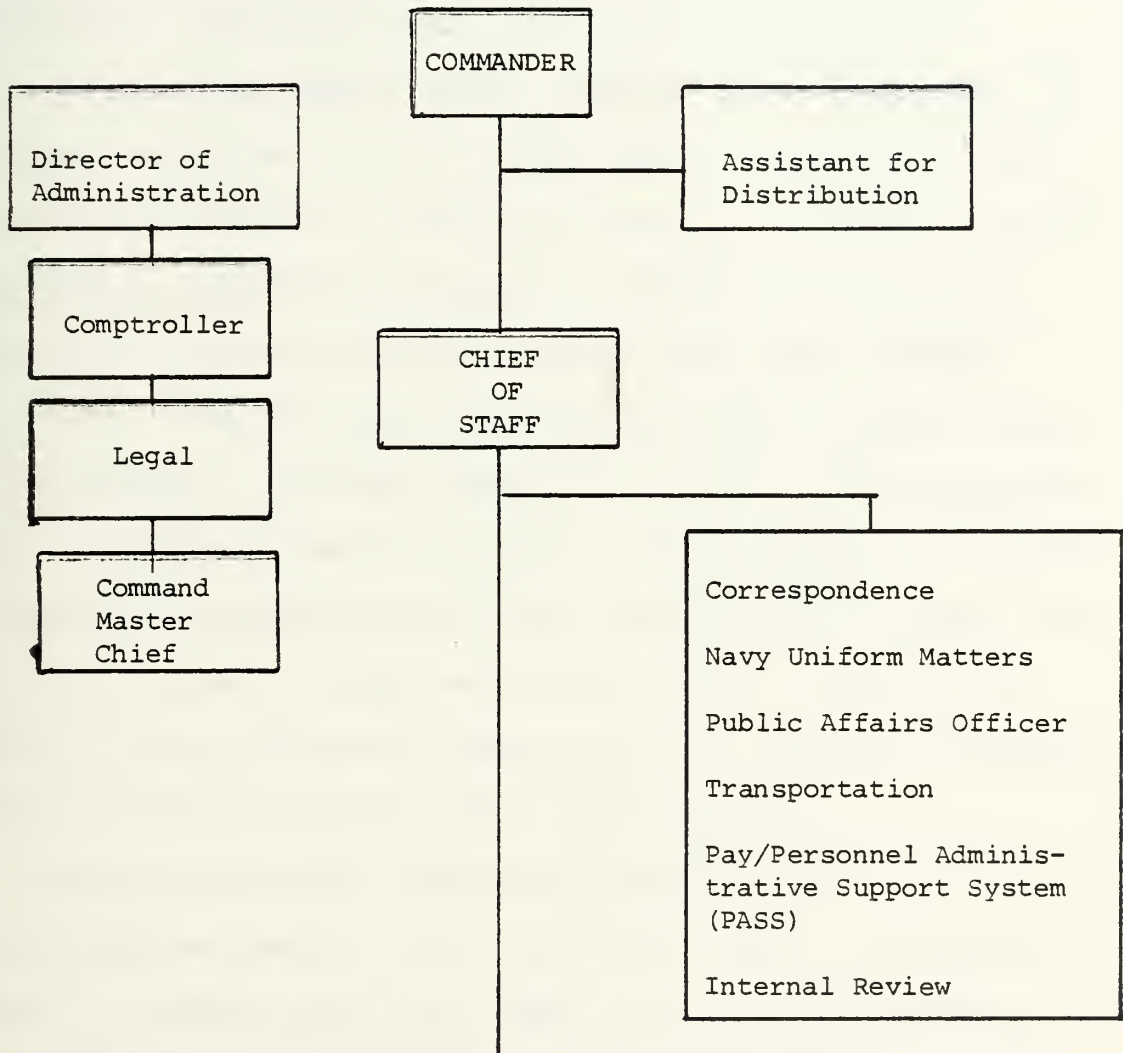 COMMANDER
Director of
Administration
Assistant for
Distribution
Comptroller
CHIEF
OF
STAFF
Legal
Command
Master
Chief
Correspondence
Navy Uniform Matters
Public Affairs Officer
Transportation
Pay/Personnel Adminis-
trative Support System
(PASS)
Internal Review